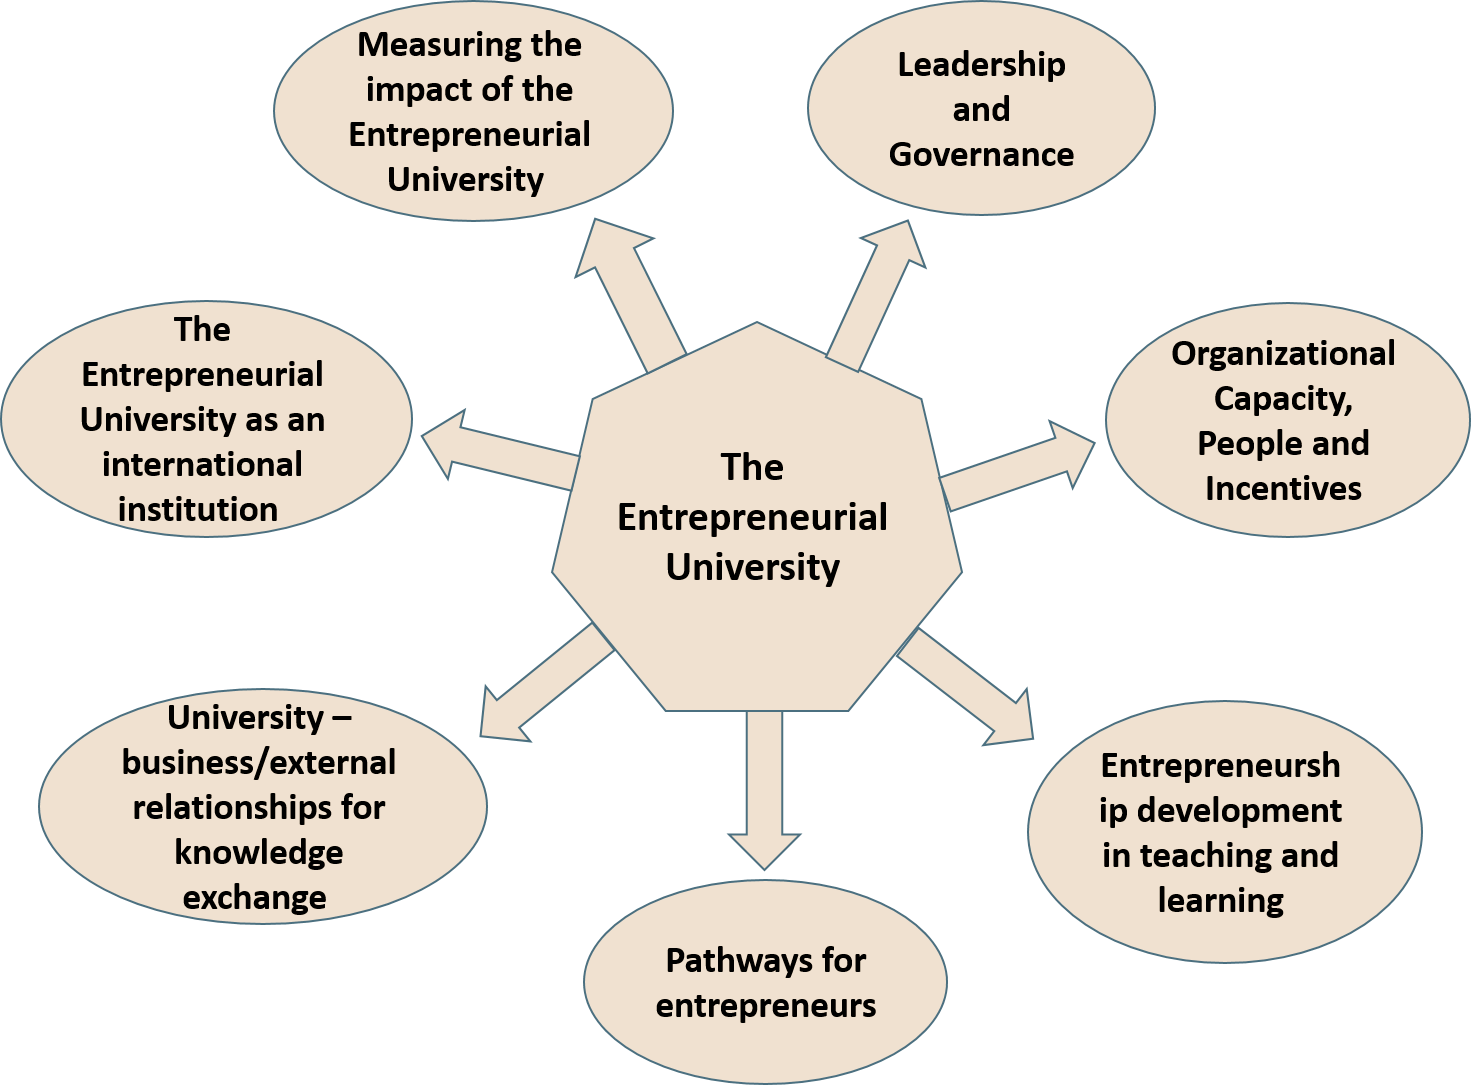 Measuring the
impact of the
Entrepreneurial
University
Leadership
and
Governance
The
Entrepreneurial
University as an
international
institution
Organizational
Capacity,
People and
Incentives
The
Entrepreneurial
University
University –
business/external
relationships for
knowledge
exchange
Entrepreneursh
ip development
in teaching and
learning
Pathways for
entrepreneurs